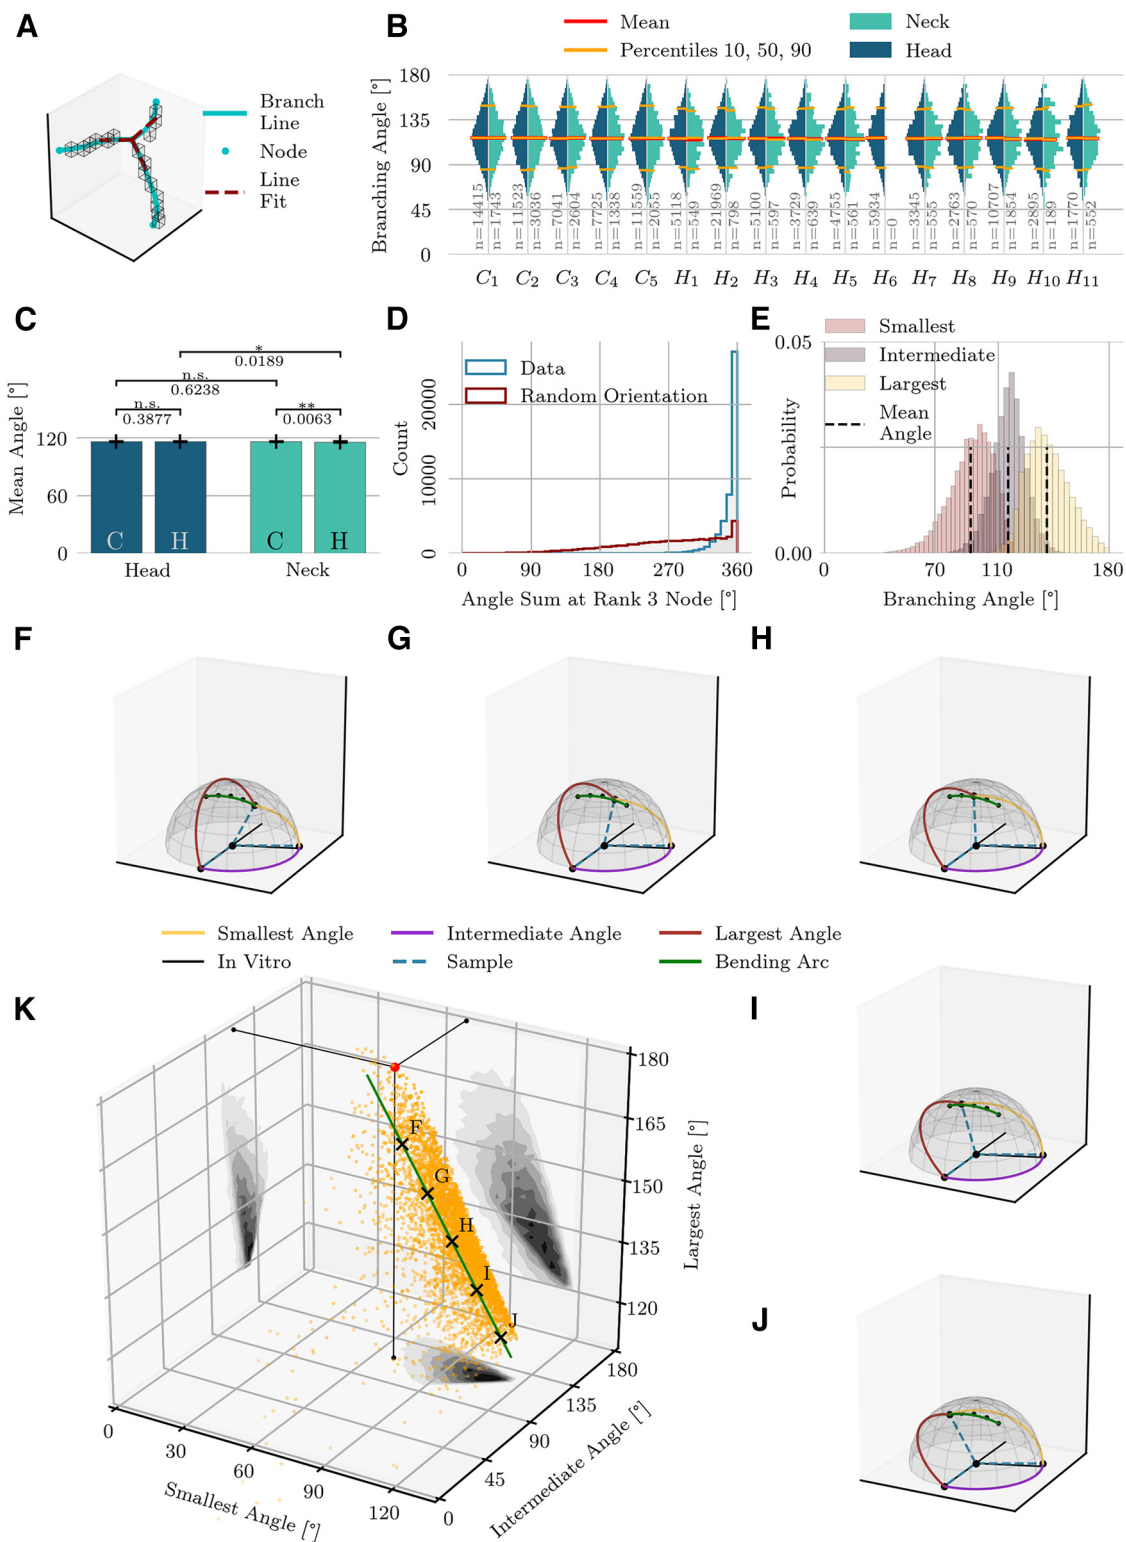 A
Branch
Line
Node
Line
Fit
B
Mean
Percentiles 10, 50, 90
Neck
Head
Branching Angle [°]
180
135
90
45
0
n=14415
n=1743
n=11523
n=3036
n=7041
n=2604
n=7725
n=1338
n=11559
n=2055
n=5118
n=549
n=21969
n=798
n=5100
n=597
n=3729
n=639
n=4755
n=561
n=5934
n=0
n=3345
n=555
n=2763
n=570
n=10707
n=1854
n=2895
n=189
n=1770
n=552
C1 C2 C3 C4 C5 H1 H2 H3 H4 H5 H6 H7 H8 H9 H10 H11
C
Mean Angle [°]
120
60
0
*
0.0189
n.s.
0.6238
n.s.
0.3877
**
0.0063
C H C H
Head Neck
D
Data
Random Orientation
Count
20000
10000
0
0 90 180 270 360
Angle Sum at Rank 3 Node [°]
E
Smallest
Intermediate
Largest
Mean
Angle
Probability
0.05
0.00
0 70 110 180
Branching Angle [°]
F
G
H
Smallest Angle
Intermediate Angle
Largest Angle
In Vitro
Sample
Bending Arc
K
F
G
H
I
J
180
165
150
135
120
Largest Angle [°]
0
30
60
90
120
Smallest Angle [°]
0
45
90
135
180
Intermediate Angle [°]
I
J